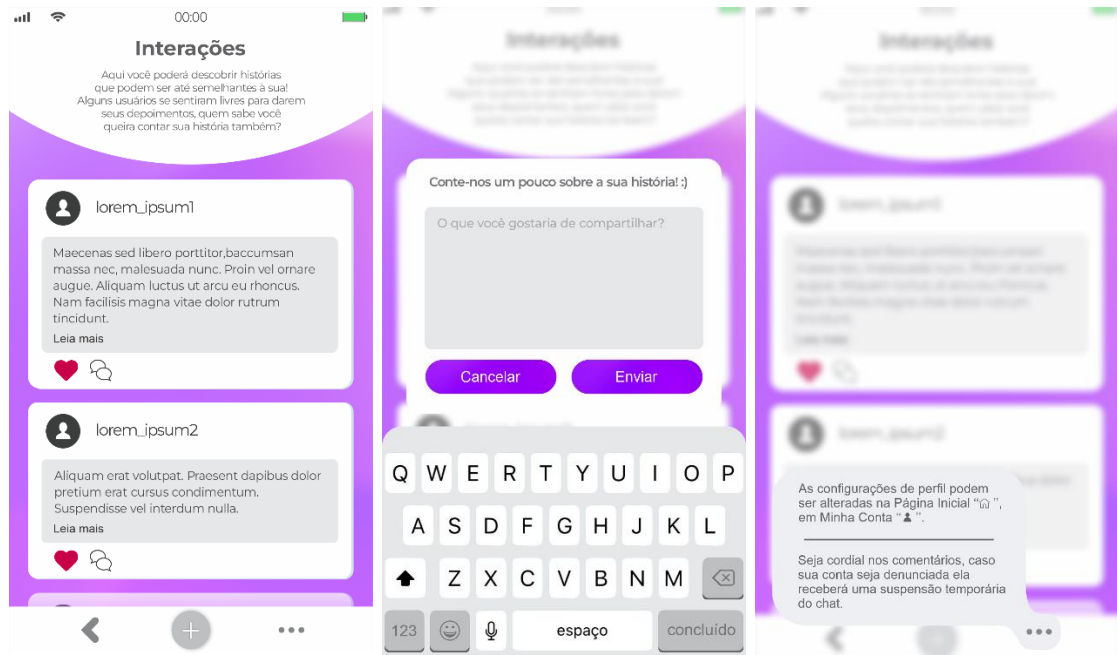 00:00
Interações
Aqui você poderá descobrir histórias
que podem ser até semelhantes à sua!
Alguns usuários se sentiram livres para darem
seus depoimentos, quem sabe você
queira contar sua história também?
lorem_ipsum1
Maecenas sed libero porttitor,baccumsan
massa nec, malesuada nunc. Proin vel ornare
augue. Aliquam luctus ut arcu eu rhoncus.
Nam facilisis magna vitae dolor rutrum
tincidunt.
Leia mais
lorem_ipsum2
Aliquam erat volutpat. Praesent dapibus dolor
pretium erat cursus condimentum.
Suspendisse vel interdum nulla.
Leia mais
Interações
Conte-nos um pouco sobre a sua história! :)
O que você gostaria de compartilhar?
Cancelar Enviar
Q W E R T Y U I O P
A S D F G H J K L
Z X C V B N M
123 espaço concluído
Interações
As configurações de perfil podem
ser alteradas na Página Inicial “ ”,
em Minha Conta “ ”.
Seja cordial nos comentários, caso
sua conta seja denunciada ela
receberá uma suspensão temporária
do chat.